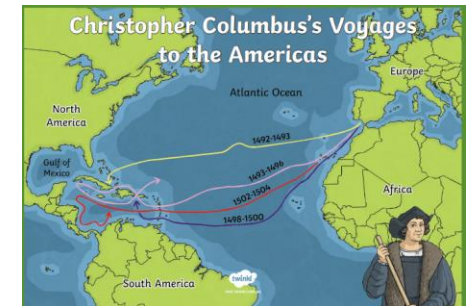 Christopher Columbus's Voyages
to the Americas
Europe
Atlantic Ocean
North
America
1492-1493
Gulf of
Mexico
1493-1496
Africa
1502-1504
1498-1500
South America
twinkl